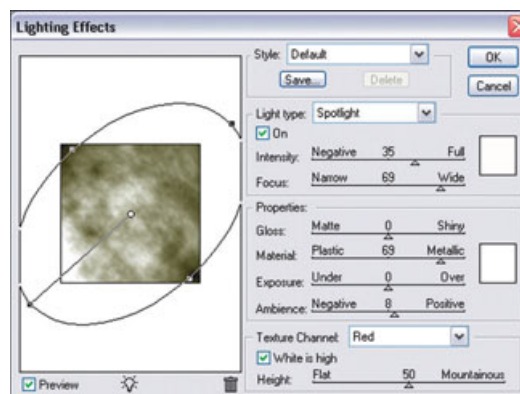 Lighting Effects
Style: Default
OK
Save...
Delete
Cancel
Light type: Spotlight
On
Intensity: Negative 35 Full
Focus: Narrow 69 Wide
Properties:
Gloss: Matte 0 Shiny
Material: Plastic 69 Metallic
Exposure: Under 0 Over
Ambience: Negative 8 Positive
Texture Channel: Red
White is high
Height: Flat 50 Mountainous
Preview